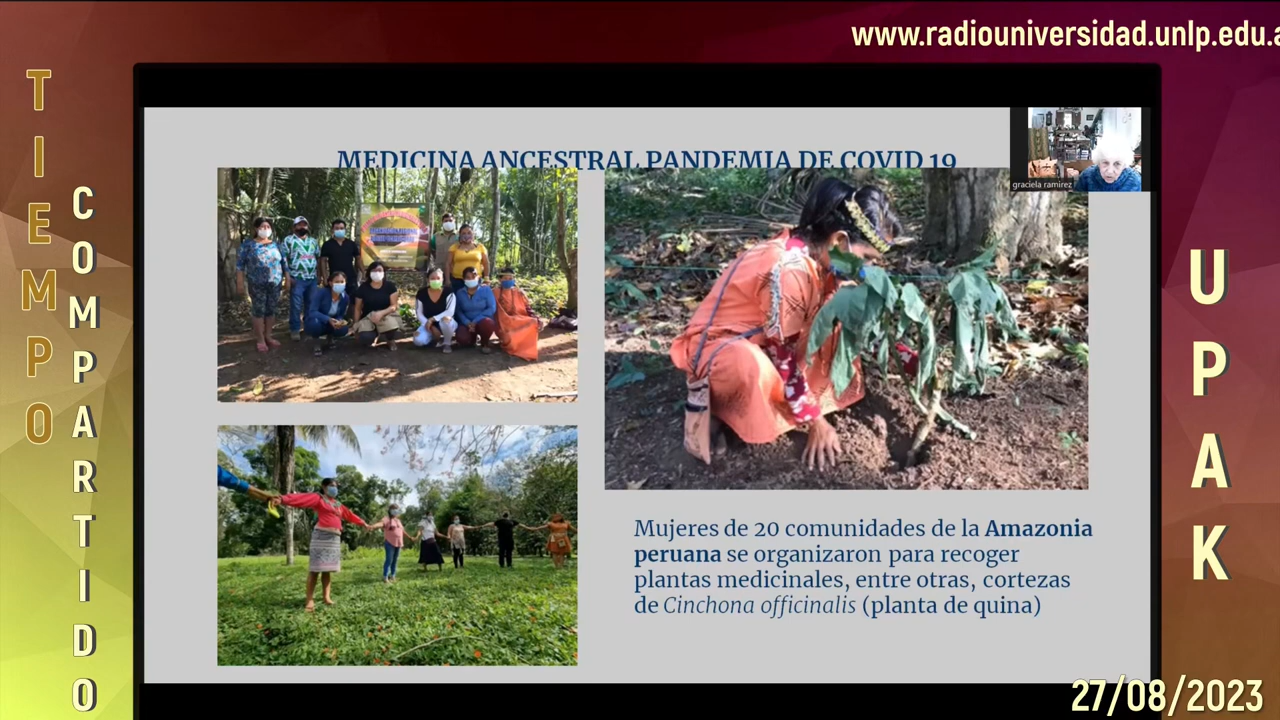 www.radiouniversidad.unlp.edu.a
TIEMPO
COMPARTIDO
MEDICINA ANCESTRAL PANDEMIA DE COVID 19
graciela ramirez
Mujeres de 20 comunidades de la Amazonia
peruana se organizaron para recoger
plantas medicinales, entre otras, cortezas
de Cinchona officinalis (planta de quina)
UPAK
27/08/2023